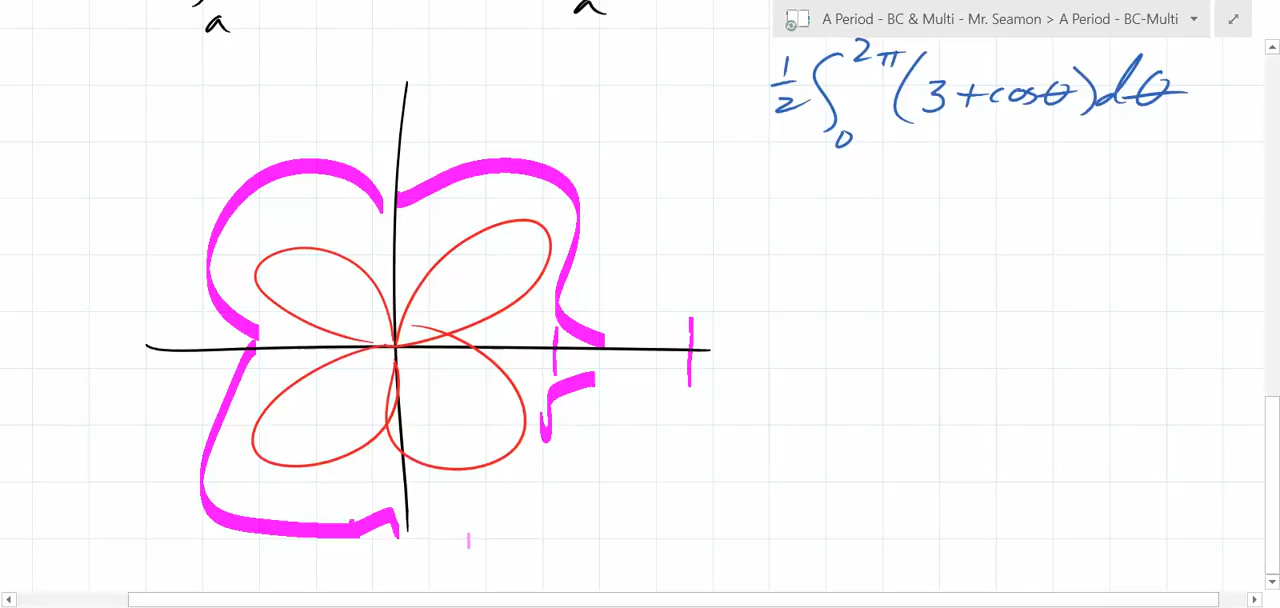 a
a
A Period - BC & Multi - Mr. Seamon > A Period - BC-Multi
1/2 ∫₀^2π (3 + cosθ) dθ